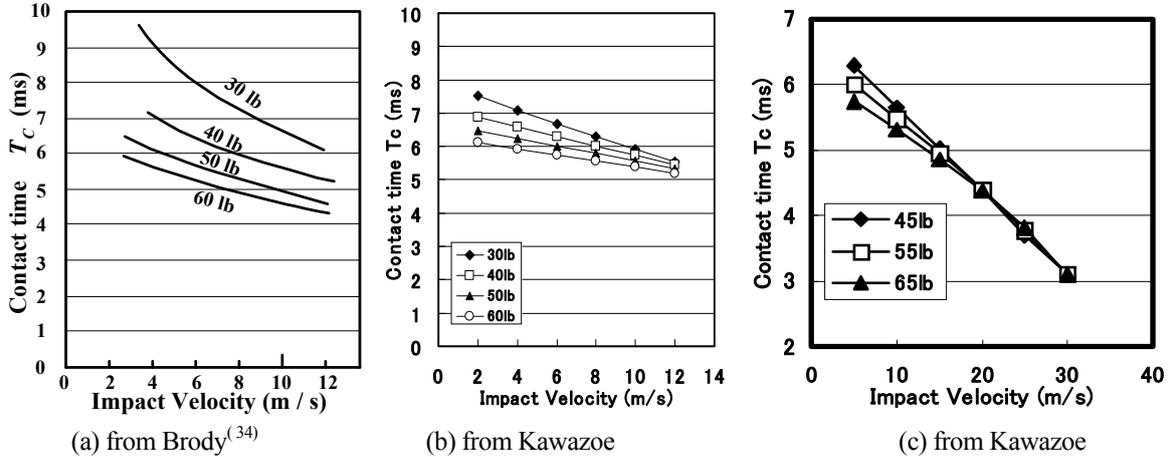 10
9
8
7
6
5
4
3
2
1
0
Contact time T_C (ms)
30 lb
40 lb
50 lb
60 lb
0 2 4 6 8 10 12
Impact Velocity (m / s)
(a) from Brody(34)
10
9
8
7
6
5
4
3
2
1
0
Contact time Tc (ms)
30lb
40lb
50lb
60lb
0 2 4 6 8 10 12 14
Impact Velocity (m/s)
(b) from Kawazoe
7
6
5
4
3
2
Contact time Tc (ms)
45lb
55lb
65lb
0 10 20 30 40
Impact Velocity (m/s)
(c) from Kawazoe